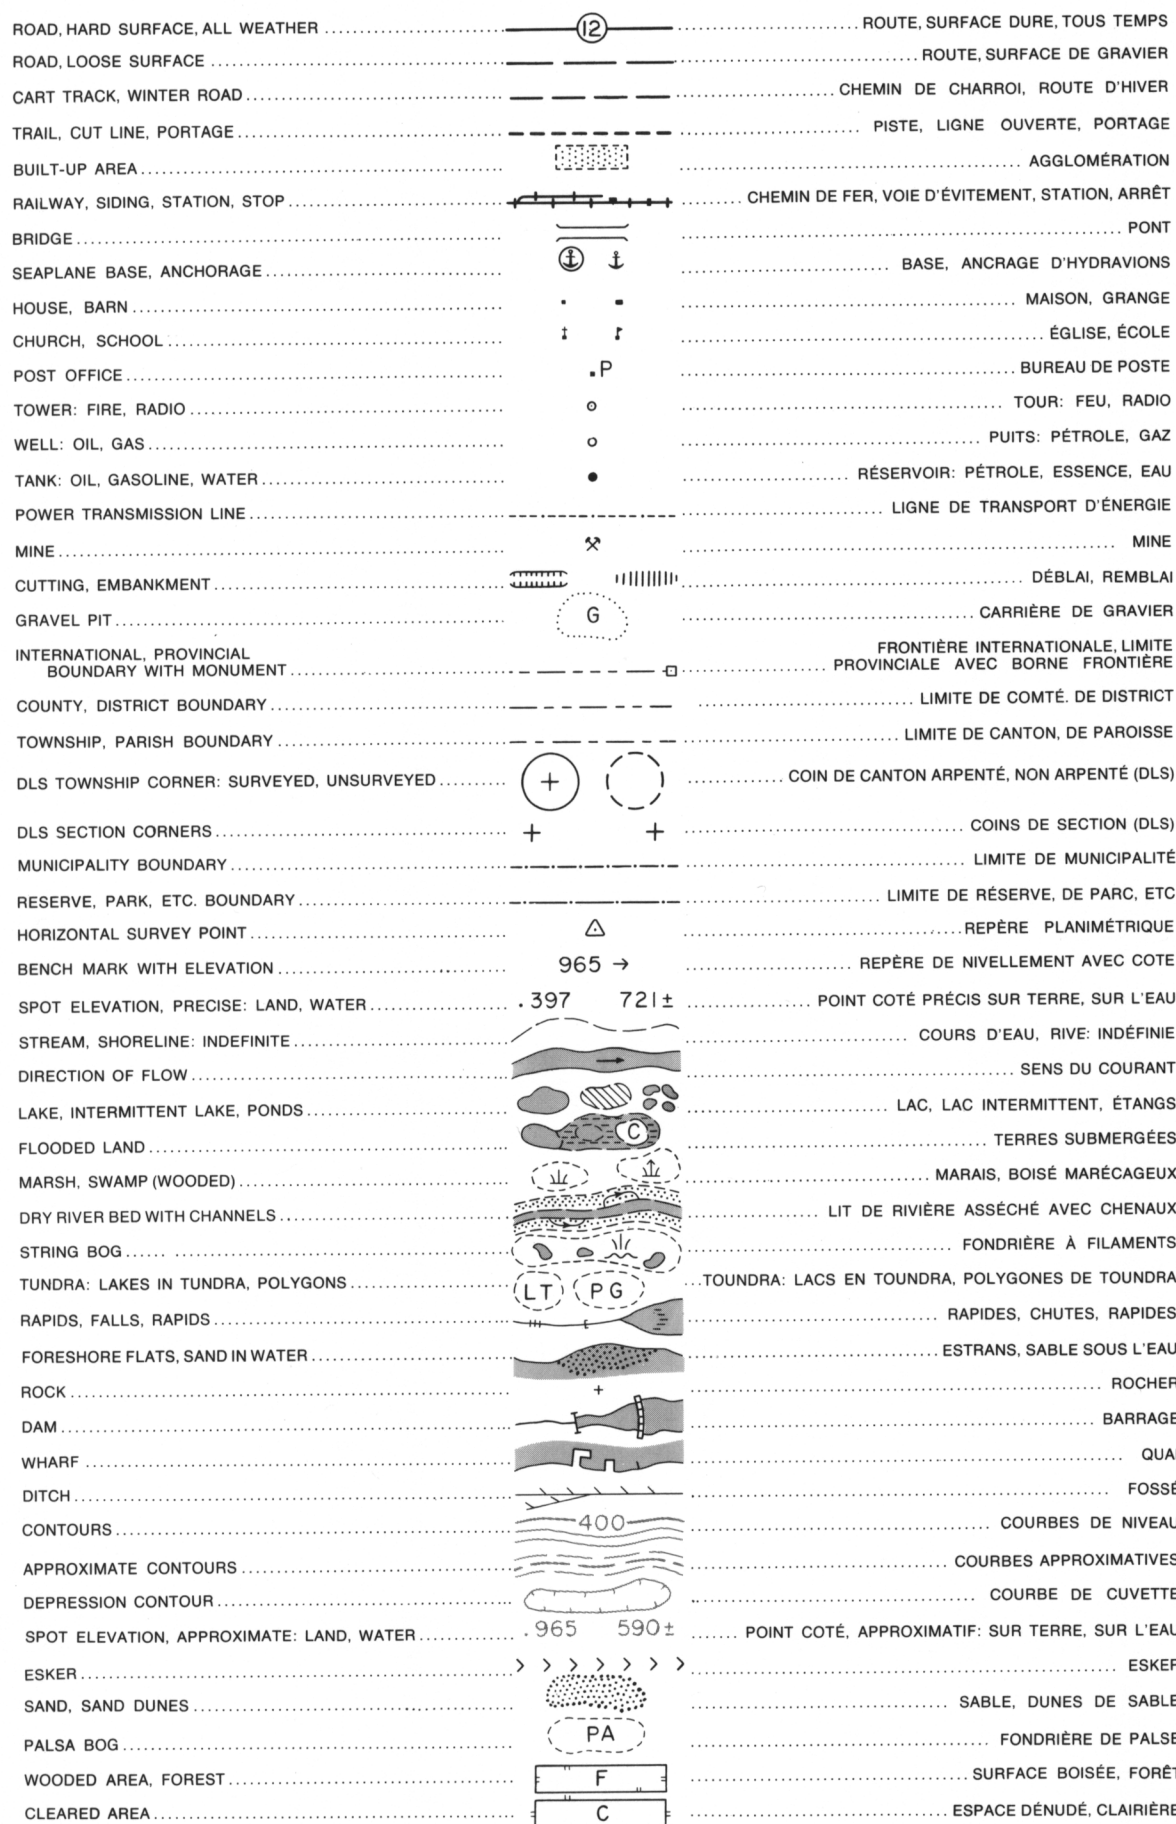 ROAD, HARD SURFACE, ALL WEATHER 12 ROUTE, SURFACE DURE, TOUS TEMPS
ROAD, LOOSE SURFACE ROUTE, SURFACE DE GRAVIER
CART TRACK, WINTER ROAD CHEMIN DE CHARROI, ROUTE D'HIVER
TRAIL, CUT LINE, PORTAGE PISTE, LIGNE OUVERTE, PORTAGE
BUILT-UP AREA AGGLOMÉRATION
RAILWAY, SIDING, STATION, STOP CHEMIN DE FER, VOIE D'ÉVITEMENT, STATION, ARRÊT
BRIDGE PONT
SEAPLANE BASE, ANCHORAGE BASE, ANCRAGE D'HYDRAVIONS
HOUSE, BARN MAISON, GRANGE
CHURCH, SCHOOL ÉGLISE, ÉCOLE
POST OFFICE P BUREAU DE POSTE
TOWER: FIRE, RADIO TOUR: FEU, RADIO
WELL: OIL, GAS PUITS: PÉTROLE, GAZ
TANK: OIL, GASOLINE, WATER RÉSERVOIR: PÉTROLE, ESSENCE, EAU
POWER TRANSMISSION LINE LIGNE DE TRANSPORT D'ÉNERGIE
MINE MINE
CUTTING, EMBANKMENT DÉBLAI, REMBLAI
GRAVEL PIT G CARRIÈRE DE GRAVIER
INTERNATIONAL, PROVINCIAL FRONTIÈRE INTERNATIONALE, LIMITE
BOUNDARY WITH MONUMENT PROVINCIALE AVEC BORNE FRONTIÈRE
COUNTY, DISTRICT BOUNDARY LIMITE DE COMTÉ. DE DISTRICT
TOWNSHIP, PARISH BOUNDARY LIMITE DE CANTON, DE PAROISSE
DLS TOWNSHIP CORNER: SURVEYED, UNSURVEYED COIN DE CANTON ARPENTÉ, NON ARPENTÉ (DLS)
DLS SECTION CORNERS COINS DE SECTION (DLS)
MUNICIPALITY BOUNDARY LIMITE DE MUNICIPALITÉ
RESERVE, PARK, ETC. BOUNDARY LIMITE DE RÉSERVE, DE PARC, ETC
HORIZONTAL SURVEY POINT REPÈRE PLANIMÉTRIQUE
BENCH MARK WITH ELEVATION 965 → REPÈRE DE NIVELLEMENT AVEC COTE
SPOT ELEVATION, PRECISE: LAND, WATER .397 721± POINT COTÉ PRÉCIS SUR TERRE, SUR L'EAU
STREAM, SHORELINE: INDEFINITE COURS D'EAU, RIVE: INDÉFINIE
DIRECTION OF FLOW SENS DU COURANT
LAKE, INTERMITTENT LAKE, PONDS LAC, LAC INTERMITTENT, ÉTANGS
FLOODED LAND C TERRES SUBMERGÉES
MARSH, SWAMP (WOODED) MARAIS, BOISÉ MARÉCAGEUX
DRY RIVER BED WITH CHANNELS LIT DE RIVIÈRE ASSÉCHÉ AVEC CHENAUX
STRING BOG FONDRIÈRE À FILAMENTS
TUNDRA: LAKES IN TUNDRA, POLYGONS LT PG TOUNDRA: LACS EN TOUNDRA, POLYGONES DE TOUNDRA
RAPIDS, FALLS, RAPIDS RAPIDES, CHUTES, RAPIDES
FORESHORE FLATS, SAND IN WATER ESTRANS, SABLE SOUS L'EAU
ROCK ROCHER
DAM BARRAGE
WHARF QUAI
DITCH FOSSÉ
CONTOURS 400 COURBES DE NIVEAU
APPROXIMATE CONTOURS COURBES APPROXIMATIVES
DEPRESSION CONTOUR COURBE DE CUVETTE
SPOT ELEVATION, APPROXIMATE: LAND, WATER .965 590± POINT COTÉ, APPROXIMATIF: SUR TERRE, SUR L'EAU
ESKER ESKER
SAND, SAND DUNES SABLE, DUNES DE SABLE
PALSA BOG PA FONDRIÈRE DE PALSE
WOODED AREA, FOREST F SURFACE BOISÉE, FORÊT
CLEARED AREA C ESPACE DÉNUDÉ, CLAIRIÈRE